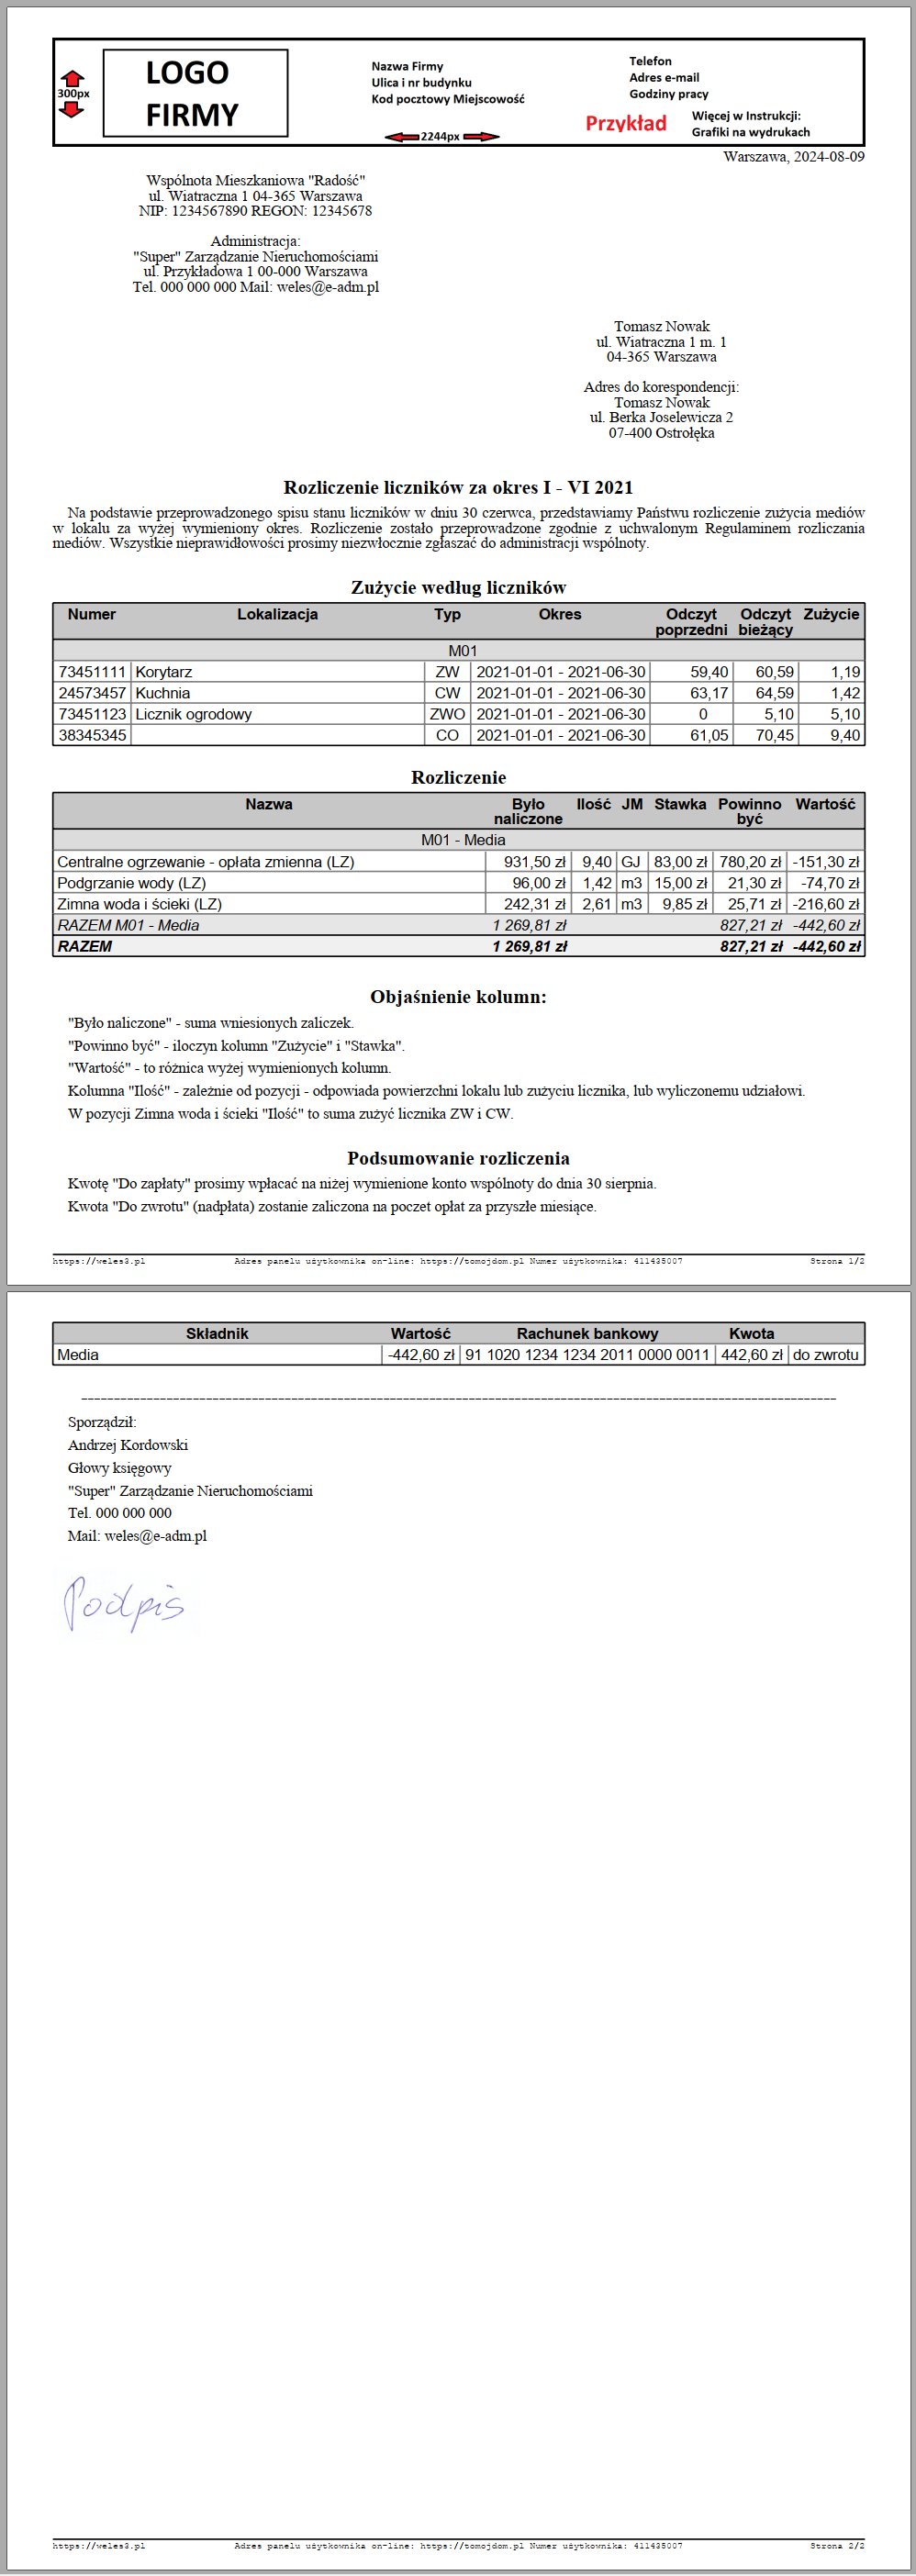 LOGO
FIRMY
300px
Nazwa Firmy
Ulica i nr budynku
Kod pocztowy Miejscowość
2244px
Telefon
Adres e-mail
Godziny pracy
Przykład
Więcej w Instrukcji:
Grafiki na wydrukach
Warszawa, 2024-08-09
Wspólnota Mieszkaniowa "Radość"
ul. Wiatraczna 1 04-365 Warszawa
NIP: 1234567890 REGON: 12345678
Administracja:
"Super" Zarządzanie Nieruchomościami
ul. Przykładowa 1 00-000 Warszawa
Tel. 000 000 000 Mail: weles@e-adm.pl
Tomasz Nowak
ul. Wiatraczna 1 m. 1
04-365 Warszawa
Adres do korespondencji:
Tomasz Nowak
ul. Berka Joselewicza 2
07-400 Ostrołęka
Rozliczenie liczników za okres I - VI 2021
Na podstawie przeprowadzonego spisu stanu liczników w dniu 30 czerwca, przedstawiamy Państwu rozliczenie zużycia mediów
w lokalu za wyżej wymieniony okres. Rozliczenie zostało przeprowadzone zgodnie z uchwalonym Regulaminem rozliczania
mediów. Wszystkie nieprawidłowości prosimy niezwłocznie zgłaszać do administracji wspólnoty.
Zużycie według liczników
Numer Lokalizacja Typ Okres Odczyt poprzedni Odczyt bieżący Zużycie
M01
73451111 Korytarz ZW 2021-01-01 - 2021-06-30 59,40 60,59 1,19
24573457 Kuchnia CW 2021-01-01 - 2021-06-30 63,17 64,59 1,42
73451123 Licznik ogrodowy ZWO 2021-01-01 - 2021-06-30 0 5,10 5,10
38345345 CO 2021-01-01 - 2021-06-30 61,05 70,45 9,40
Rozliczenie
Nazwa Było naliczone Ilość JM Stawka Powinno być Wartość
M01 - Media
Centralne ogrzewanie - opłata zmienna (LZ) 931,50 zł 9,40 GJ 83,00 zł 780,20 zł -151,30 zł
Podgrzanie wody (LZ) 96,00 zł 1,42 m3 15,00 zł 21,30 zł -74,70 zł
Zimna woda i ścieki (LZ) 242,31 zł 2,61 m3 9,85 zł 25,71 zł -216,60 zł
RAZEM M01 - Media 1 269,81 zł 827,21 zł -442,60 zł
RAZEM 1 269,81 zł 827,21 zł -442,60 zł
Objaśnienie kolumn:
"Było naliczone" - suma wniesionych zaliczek.
"Powinno być" - iloczyn kolumn "Zużycie" i "Stawka".
"Wartość" - to różnica wyżej wymienionych kolumn.
Kolumna "Ilość" - zależnie od pozycji - odpowiada powierzchni lokalu lub zużyciu licznika, lub wyliczonemu udziałowi.
W pozycji Zimna woda i ścieki "Ilość" to suma zużyć licznika ZW i CW.
Podsumowanie rozliczenia
Kwotę "Do zapłaty" prosimy wpłacać na niżej wymienione konto wspólnoty do dnia 30 sierpnia.
Kwota "Do zwrotu" (nadpłata) zostanie zaliczona na poczet opłat za przyszłe miesiące.
https://weles3.pl Adres panelu użytkownika on-line: https://tomojdom.pl Numer użytkownika: 411435007 Strona 1/2
Składnik Wartość Rachunek bankowy Kwota
Media -442,60 zł 91 1020 1234 1234 2011 0000 0011 442,60 zł do zwrotu
Sporządził:
Andrzej Kordowski
Głowy księgowy
"Super" Zarządzanie Nieruchomościami
Tel. 000 000 000
Mail: weles@e-adm.pl
Podpis
https://weles3.pl Adres panelu użytkownika on-line: https://tomojdom.pl Numer użytkownika: 411435007 Strona 2/2